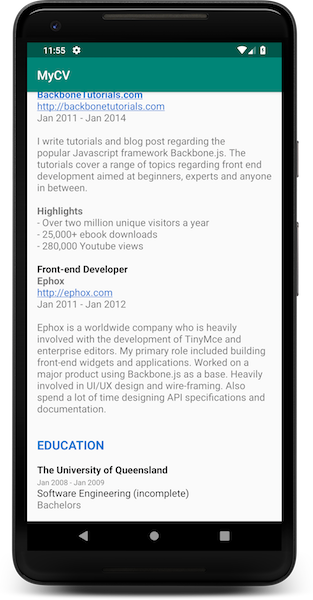 11:55
MyCV
BackboneTutorials.com
http://backbonetutorials.com
Jan 2011 - Jan 2014
I write tutorials and blog post regarding the
popular Javascript framework Backbone.js. The
tutorials cover a range of topics regarding front end
development aimed at beginners, experts and anyone
in between.
Highlights
- Over two million unique visitors a year
- 25,000+ ebook downloads
- 280,000 Youtube views
Front-end Developer
Ephox
http://ephox.com
Jan 2011 - Jan 2012
Ephox is a worldwide company who is heavily
involved with the development of TinyMce and
enterprise editors. My primary role included building
front-end widgets and applications. Worked on a
major product using Backbone.js as a base. Heavily
involved in UI/UX design and wire-framing. Also
spend a lot of time designing API specifications and
documentation.
EDUCATION
The University of Queensland
Jan 2008 - Jan 2009
Software Engineering (incomplete)
Bachelors